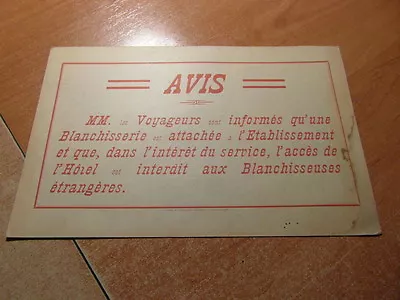 AVIS
MM. les Voyageurs sont informés qu'une
Blanchisserie est attachée à l'Etablissement
et que, dans l'intérêt du service, l'accès de
l'Hôtel est interdit aux Blanchisseuses
étrangères.